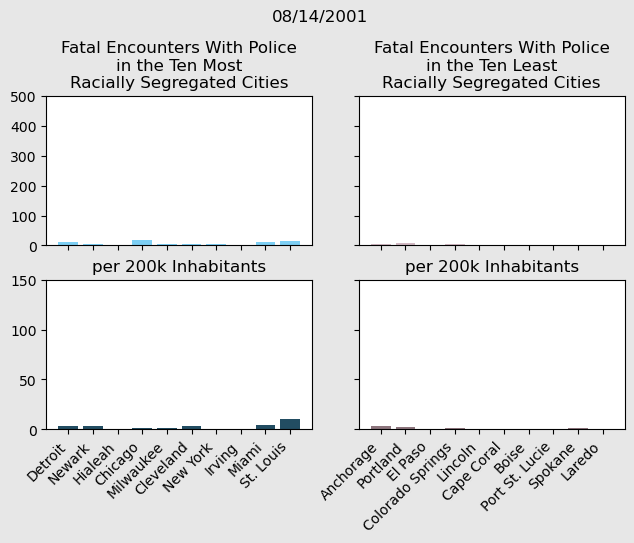 08/14/2001
Fatal Encounters With Police
in the Ten Most
Racially Segregated Cities
Fatal Encounters With Police
in the Ten Least
Racially Segregated Cities
500
400
300
200
100
0
per 200k Inhabitants
per 200k Inhabitants
150
100
50
0
Detroit
Newark
Hialeah
Chicago
Milwaukee
Cleveland
New York
Irving
Miami
St. Louis
Anchorage
Portland
El Paso
Colorado Springs
Lincoln
Cape Coral
Boise
Port St. Lucie
Spokane
Laredo